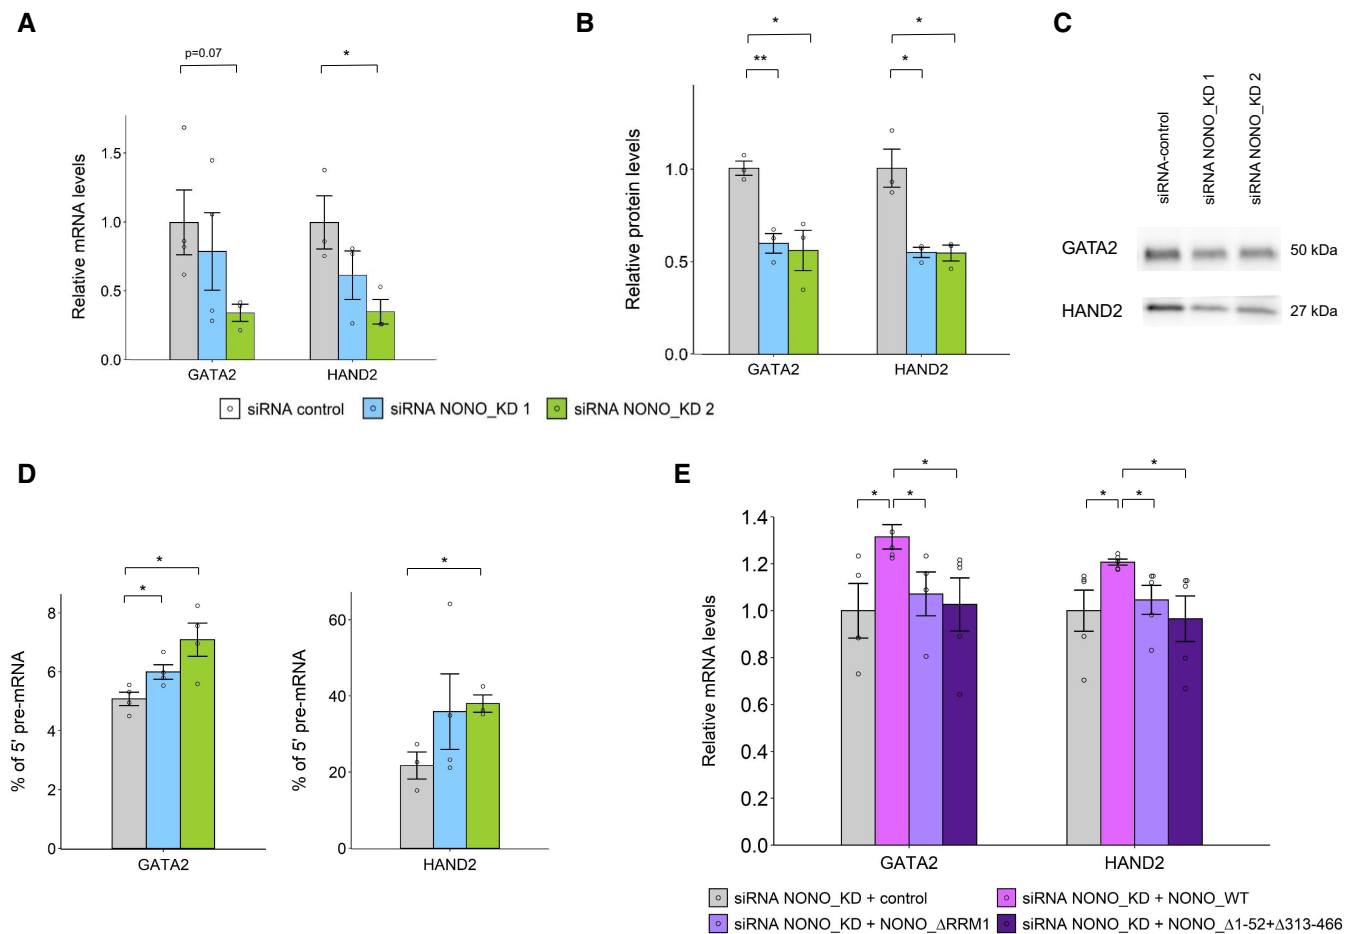 A
p=0.07
*
Relative mRNA levels
1.5
1.0
0.5
0.0
GATA2
HAND2
B
*
**
*
*
Relative protein levels
1.0
0.5
0.0
GATA2
HAND2
C
siRNA-control
siRNA NONO_KD 1
siRNA NONO_KD 2
GATA2
50 kDa
HAND2
27 kDa
siRNA control
siRNA NONO_KD 1
siRNA NONO_KD 2
D
*
*
% of 5' pre-mRNA
8
6
4
2
0
GATA2
*
% of 5' pre-mRNA
60
40
20
0
HAND2
E
*
*
*
*
*
*
Relative mRNA levels
1.4
1.2
1.0
0.8
0.6
0.4
0.2
0.0
GATA2
HAND2
siRNA NONO_KD + control
siRNA NONO_KD + NONO_WT
siRNA NONO_KD + NONO_ΔRRM1
siRNA NONO_KD + NONO_Δ1-52+Δ313-466